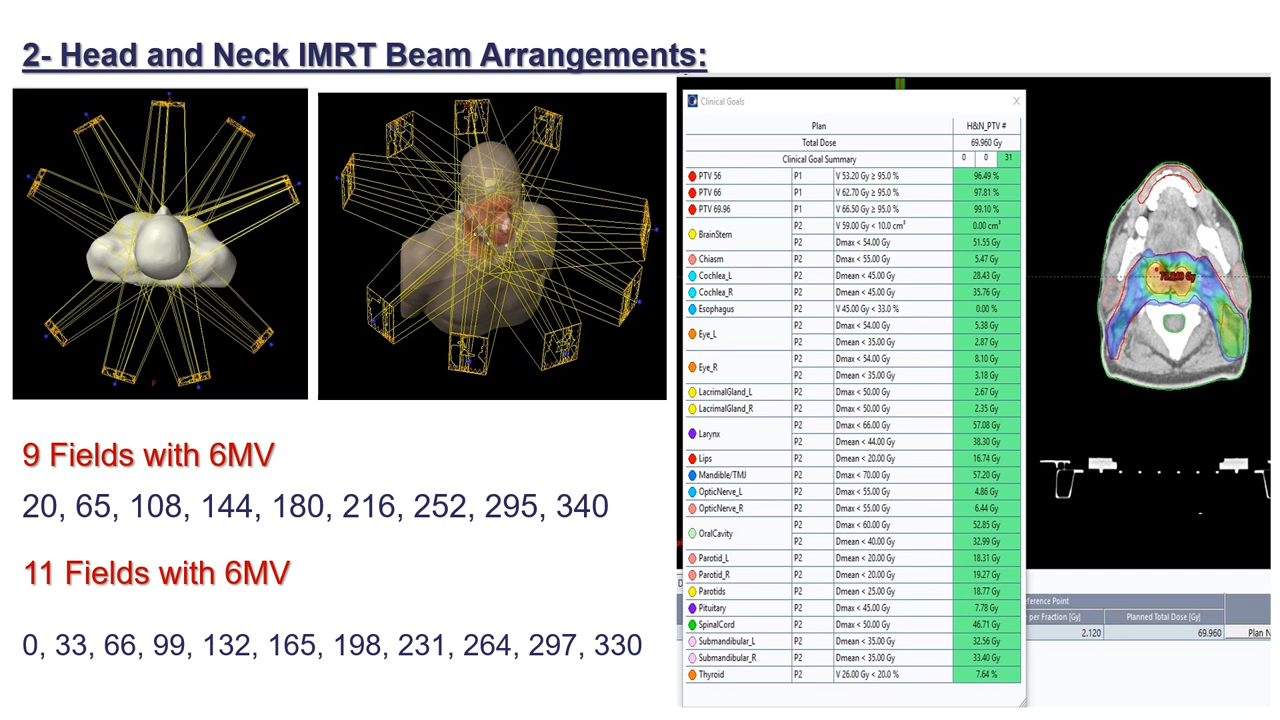 2- Head and Neck IMRT Beam Arrangements:
9 Fields with 6MV
20, 65, 108, 144, 180, 216, 252, 295, 340
11 Fields with 6MV
0, 33, 66, 99, 132, 165, 198, 231, 264, 297, 330
Clinical Goals X
Plan H&N_PTV #
Total Dose 69.960 Gy
Clinical Goal Summary 0 0 31
PTV 56 P1 V 53.20 Gy ≥ 95.0 % 96.49 %
PTV 66 P1 V 62.70 Gy ≥ 95.0 % 97.81 %
PTV 69.96 P1 V 66.50 Gy ≥ 95.0 % 99.10 %
BrainStem P2 V 59.00 Gy < 10.0 cm³ 0.00 cm³
P2 Dmax < 54.00 Gy 51.55 Gy
Chiasm P2 Dmax < 55.00 Gy 5.47 Gy
Cochlea_L P2 Dmean < 45.00 Gy 28.43 Gy
Cochlea_R P2 Dmean < 45.00 Gy 35.76 Gy
Esophagus P2 V 45.00 Gy < 33.0 % 0.00 %
Eye_L P2 Dmax < 54.00 Gy 5.38 Gy
P2 Dmean < 35.00 Gy 2.87 Gy
Eye_R P2 Dmax < 54.00 Gy 8.10 Gy
P2 Dmean < 35.00 Gy 3.18 Gy
LacrimalGland_L P2 Dmax < 50.00 Gy 2.67 Gy
LacrimalGland_R P2 Dmax < 50.00 Gy 2.35 Gy
Larynx P2 Dmax < 66.00 Gy 57.08 Gy
P2 Dmean < 44.00 Gy 38.30 Gy
Lips P2 Dmean < 20.00 Gy 16.74 Gy
Mandible/TMJ P2 Dmax < 70.00 Gy 57.20 Gy
OpticNerve_L P2 Dmax < 55.00 Gy 4.86 Gy
OpticNerve_R P2 Dmax < 55.00 Gy 6.44 Gy
OralCavity P2 Dmax < 60.00 Gy 52.85 Gy
P2 Dmean < 40.00 Gy 32.99 Gy
Parotid_L P2 Dmean < 20.00 Gy 18.31 Gy
Parotid_R P2 Dmean < 20.00 Gy 19.27 Gy
Parotids P2 Dmean < 25.00 Gy 18.77 Gy
Pituitary P2 Dmax < 45.00 Gy 7.78 Gy
SpinalCord P2 Dmax < 50.00 Gy 46.71 Gy
Submandibular_L P2 Dmean < 35.00 Gy 32.56 Gy
Submandibular_R P2 Dmean < 35.00 Gy 33.40 Gy
Thyroid P2 V 26.00 Gy < 20.0 % 7.64 %
per Fraction [Gy] Planned Total Dose [Gy]
2.120 69.960 Plan N